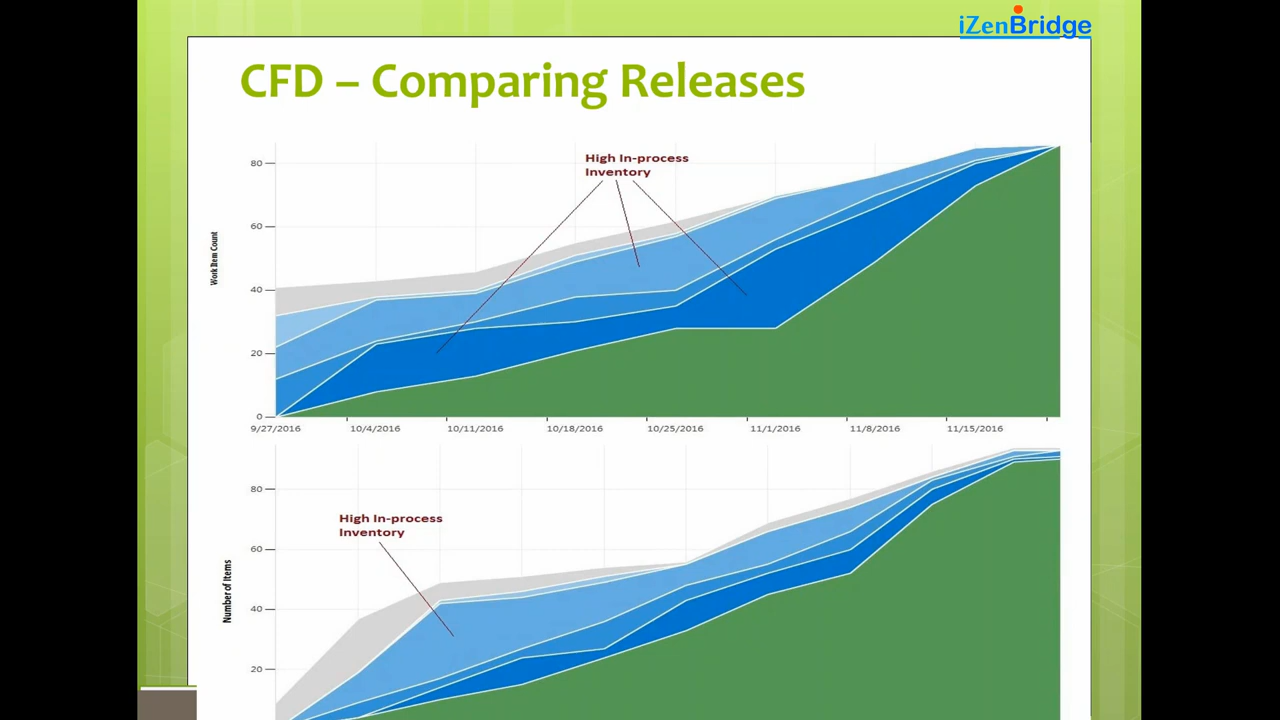 iZenBridge
CFD – Comparing Releases
High In-process
Inventory
80
60
40
20
0
Work Item Count
9/27/2016 10/4/2016 10/11/2016 10/18/2016 10/25/2016 11/1/2016 11/8/2016 11/15/2016
High In-process
Inventory
80
60
40
20
Number of Items